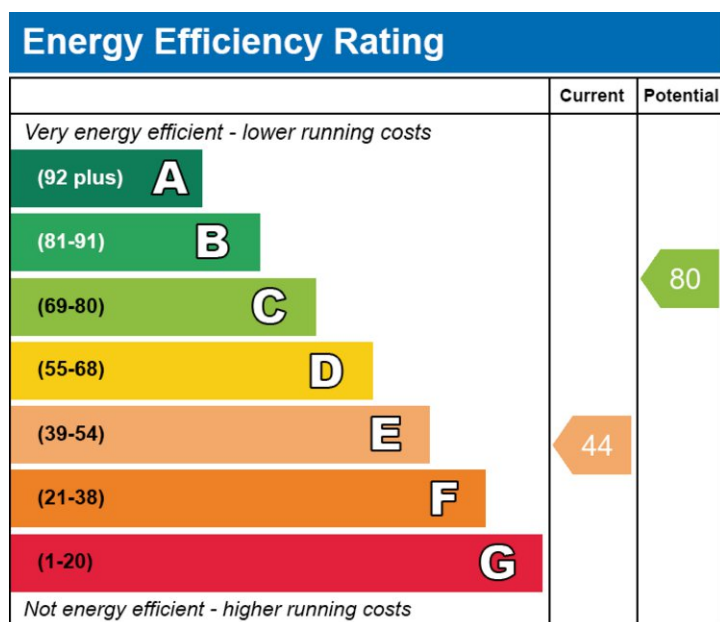 Energy Efficiency Rating
Current Potential
Very energy efficient - lower running costs
(92 plus) A
(81-91) B
(69-80) C
80
(55-68) D
(39-54) E
44
(21-38) F
(1-20) G
Not energy efficient - higher running costs